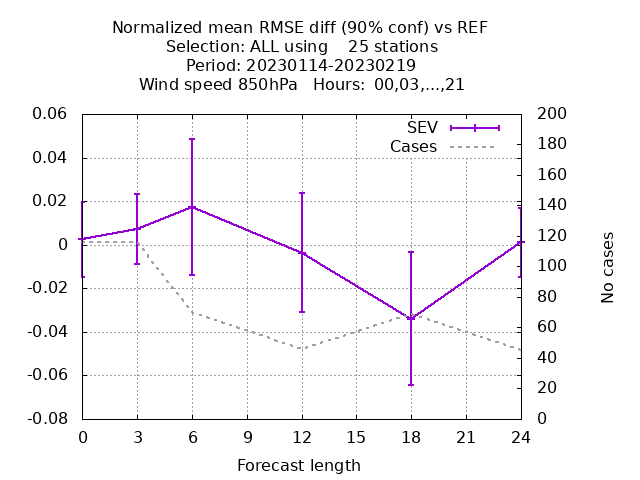 Normalized mean RMSE diff (90% conf) vs REF
Selection: ALL using    25 stations
Period: 20230114-20230219
Wind speed 850hPa   Hours:  00,03,...,21
SEV
Cases
0.06
0.04
0.02
0
-0.02
-0.04
-0.06
-0.08
200
180
160
140
120
100
80
60
40
20
0
No cases
0 3 6 9 12 15 18 21 24
Forecast length